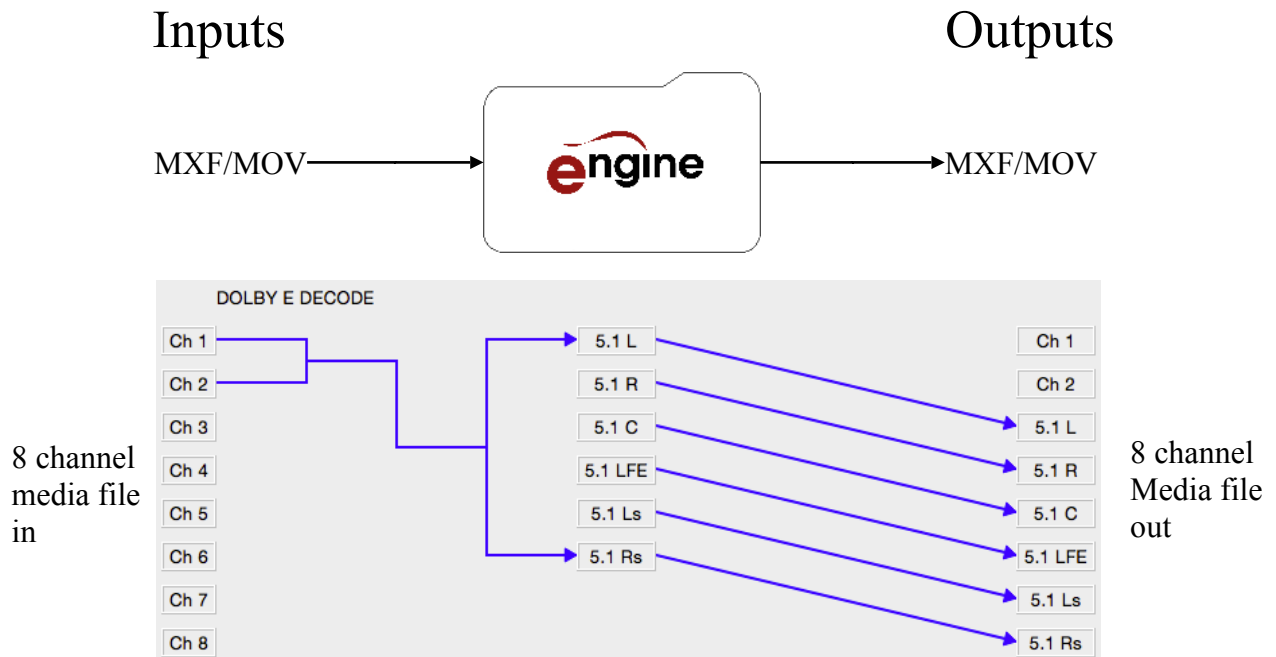 Inputs
Outputs
MXF/MOV
engine
MXF/MOV
DOLBY E DECODE
Ch 1
5.1 L
Ch 1
Ch 2
5.1 R
Ch 2
Ch 3
5.1 C
5.1 L
Ch 4
5.1 LFE
5.1 R
Ch 5
5.1 Ls
5.1 C
Ch 6
5.1 Rs
5.1 LFE
Ch 7
5.1 Ls
Ch 8
5.1 Rs
8 channel
media file
in
8 channel
Media file
out